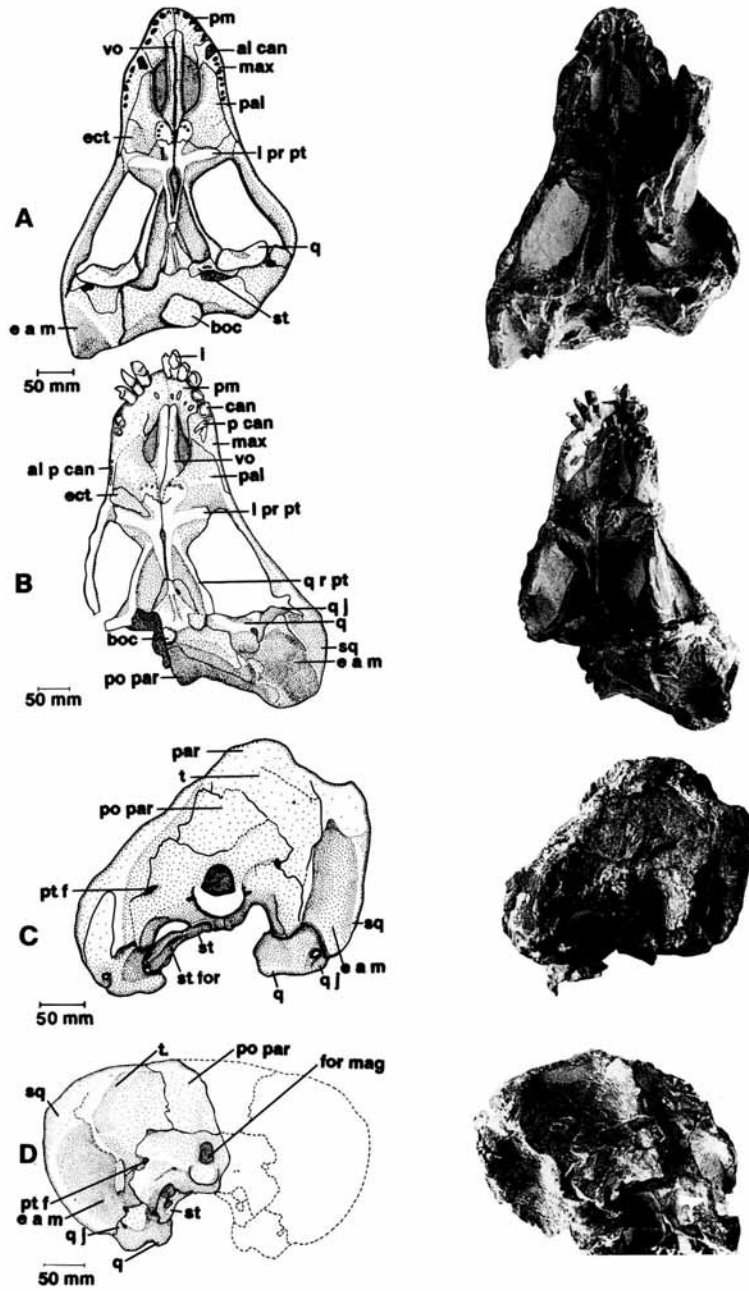 pm
vo
al can
max
pal
ect
l pr pt
A
q
st
boc
e a m
50 mm
i
pm
can
p can
max
vo
pal
al p can
ect
l pr pt
B
q r pt
q j
q
boc
sq
e a m
po par
50 mm
par
t
po par
pt f
C
sq
st
st for
e a m
q j
q
50 mm
t.
po par
for mag
sq
D
pt f
e a m
st
q j
q
50 mm